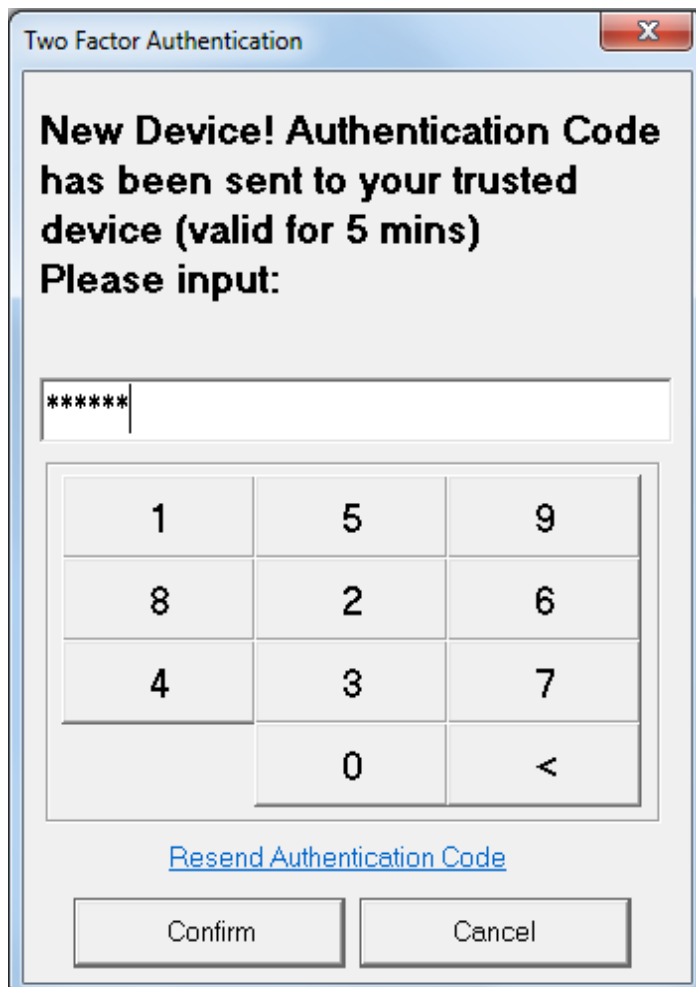 Two Factor Authentication
x
New Device! Authentication Code
has been sent to your trusted
device (valid for 5 mins)
Please input:
******
1 5 9
8 2 6
4 3 7
0 <
Resend Authentication Code
Confirm Cancel